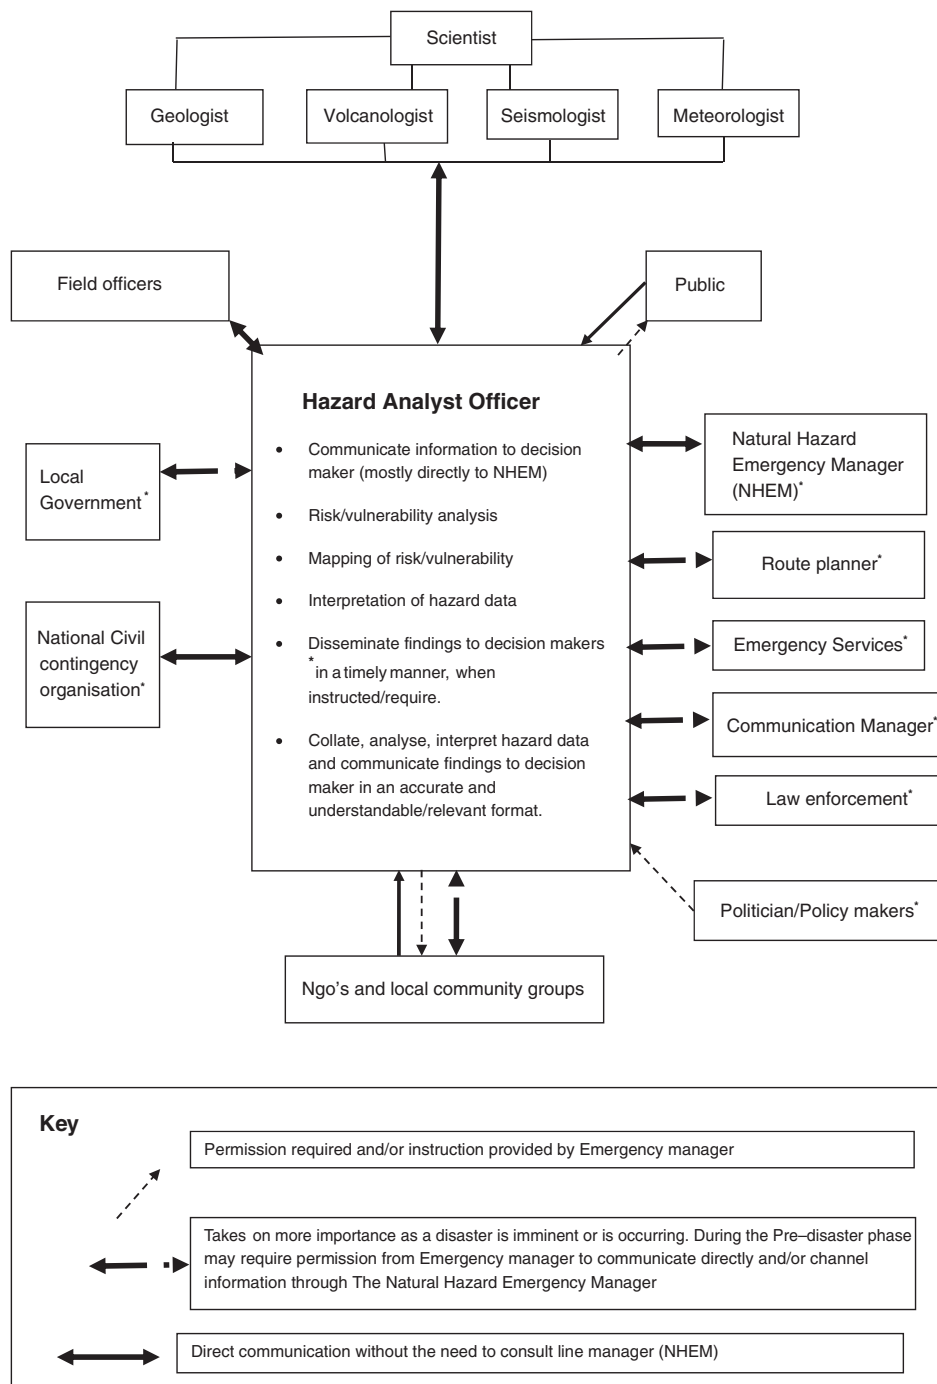 Scientist
Geologist
Volcanologist
Seismologist
Meteorologist
Field officers
Public
Hazard Analyst Officer
• Communicate information to decision
maker (mostly directly to NHEM)
• Risk/vulnerability analysis
• Mapping of risk/vulnerability
• Interpretation of hazard data
• Disseminate findings to decision makers
* in a timely manner, when
instructed/require.
• Collate, analyse, interpret hazard data
and communicate findings to decision
maker in an accurate and
understandable/relevant format.
Local
Government*
National Civil
contingency
organisation*
Natural Hazard
Emergency Manager
(NHEM)*
Route planner*
Emergency Services*
Communication Manager*
Law enforcement*
Politician/Policy makers*
Ngo's and local community groups
Key
Permission required and/or instruction provided by Emergency manager
Takes on more importance as a disaster is imminent or is occurring. During the Pre–disaster phase
may require permission from Emergency manager to communicate directly and/or channel
information through The Natural Hazard Emergency Manager
Direct communication without the need to consult line manager (NHEM)